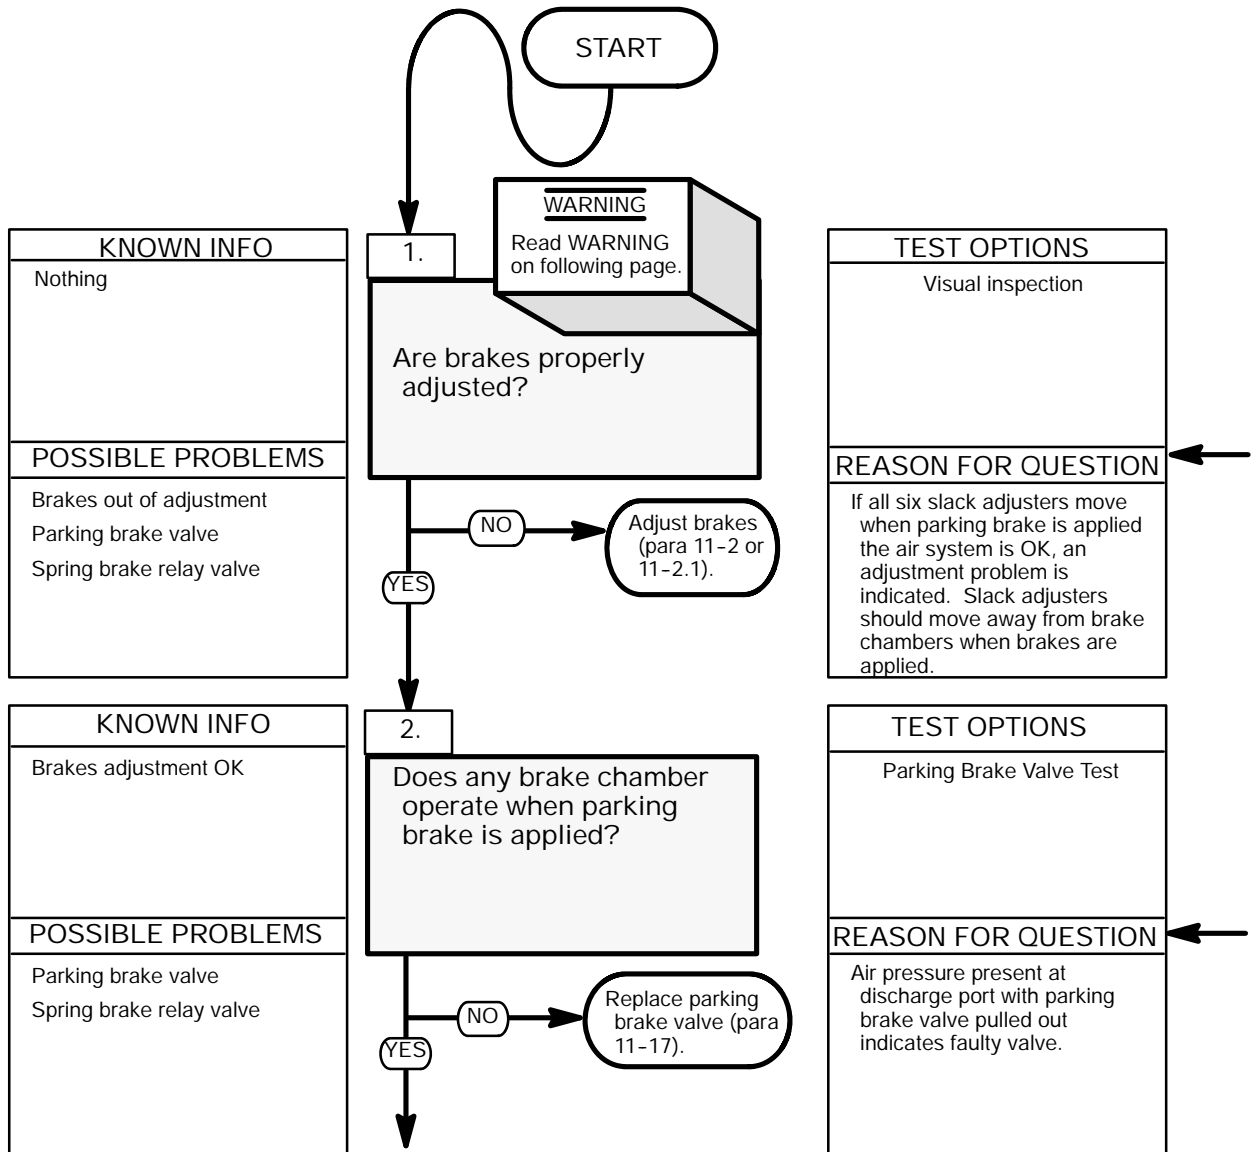 START
WARNING
Read WARNING
on following page.
KNOWN INFO
Nothing
POSSIBLE PROBLEMS
Brakes out of adjustment
Parking brake valve
Spring brake relay valve
1.
Are brakes properly
adjusted?
NO
Adjust brakes
(para 11-2 or
11-2.1).
YES
TEST OPTIONS
Visual inspection
REASON FOR QUESTION
If all six slack adjusters move
when parking brake is applied
the air system is OK, an
adjustment problem is
indicated. Slack adjusters
should move away from brake
chambers when brakes are
applied.
KNOWN INFO
Brakes adjustment OK
POSSIBLE PROBLEMS
Parking brake valve
Spring brake relay valve
2.
Does any brake chamber
operate when parking
brake is applied?
NO
Replace parking
brake valve (para
11-17).
YES
TEST OPTIONS
Parking Brake Valve Test
REASON FOR QUESTION
Air pressure present at
discharge port with parking
brake valve pulled out
indicates faulty valve.